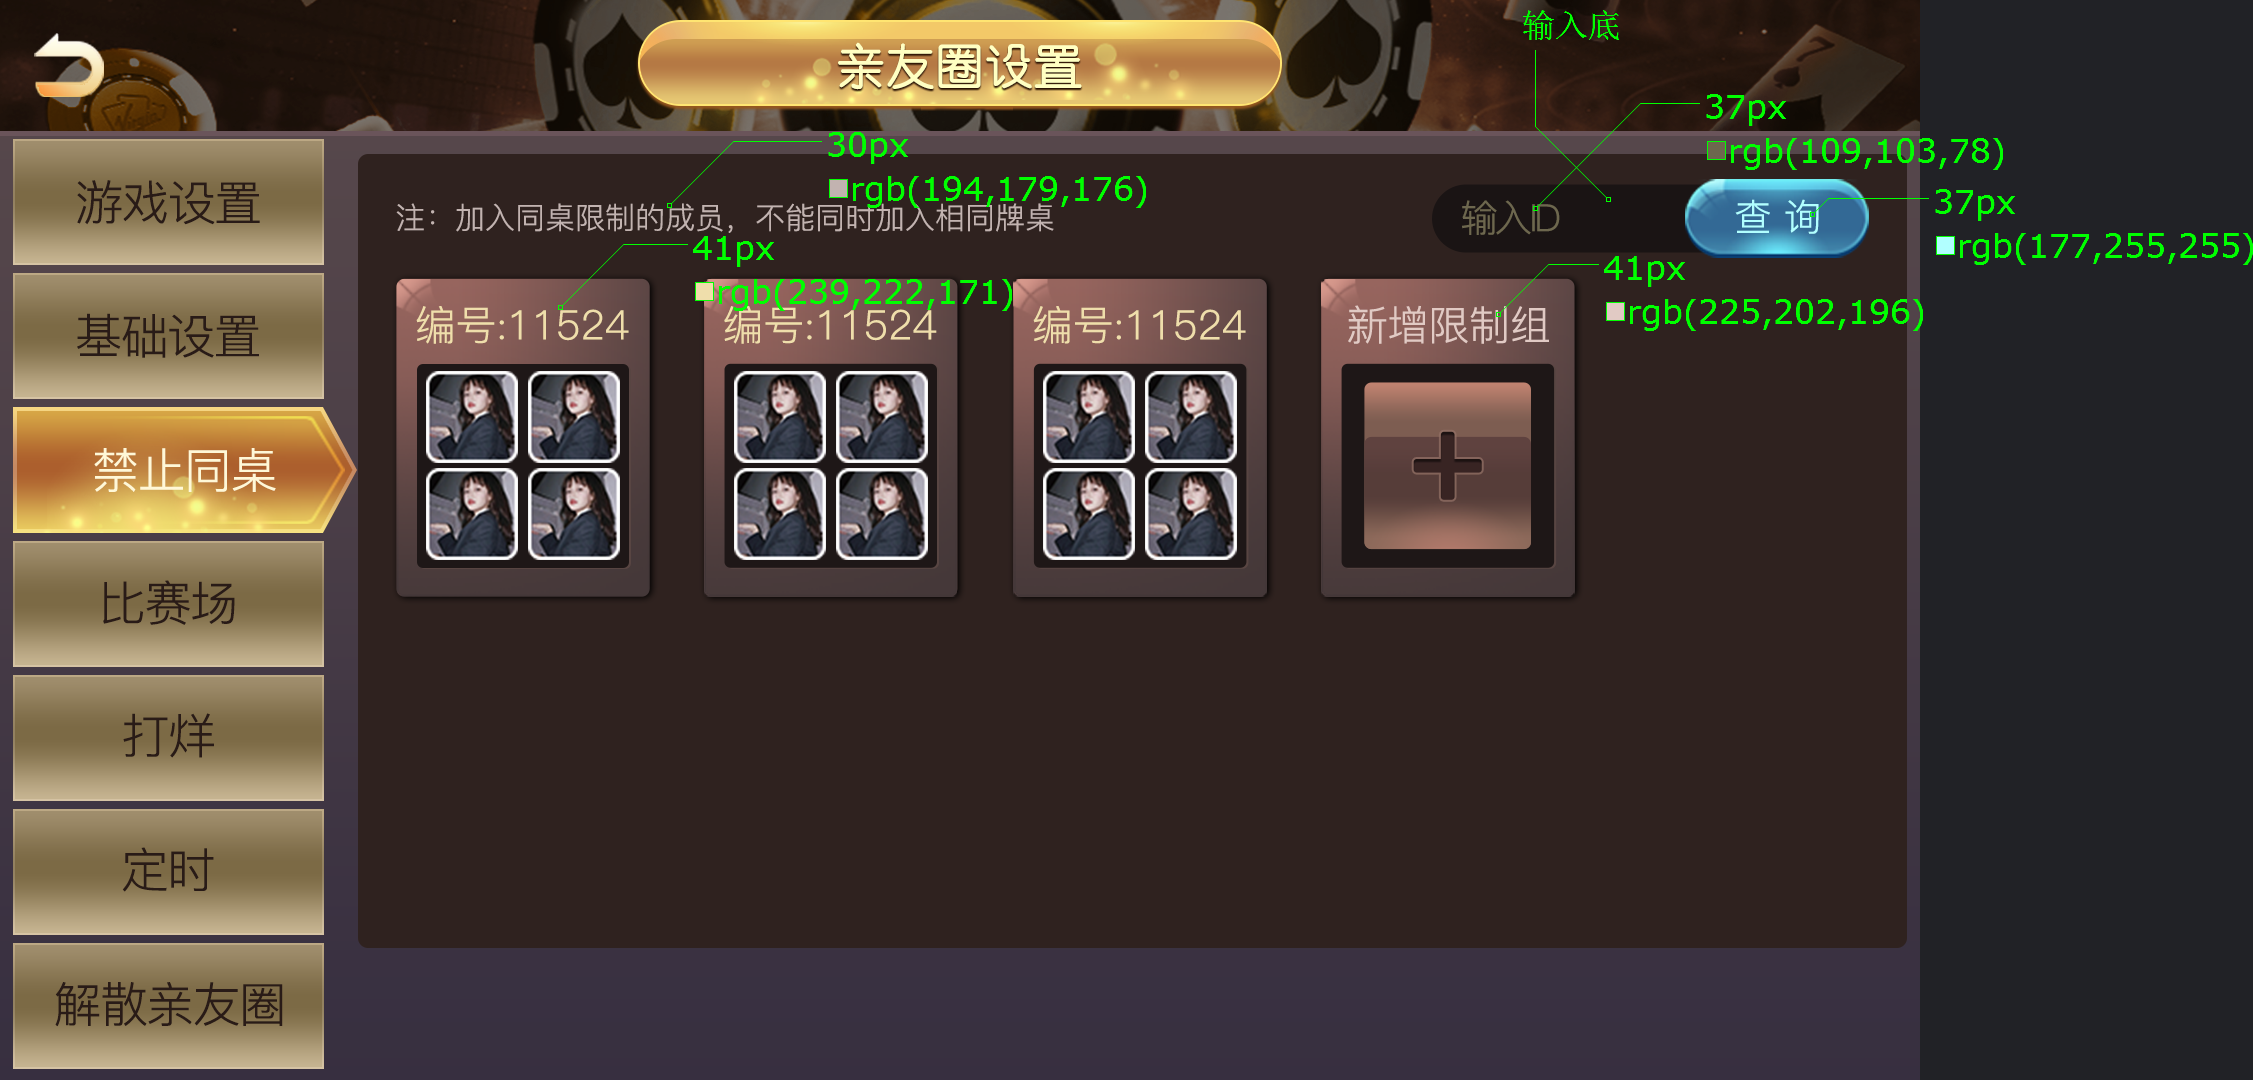 输入底
亲友圈设置
37px
rgb(109,103,78)
30px
rgb(194,179,176)
37px
rgb(177,255,255)
注：加入同桌限制的成员，不能同时加入相同牌桌
输入ID
查 询
41px
rgb(239,222,171)
41px
rgb(225,202,196)
编号:11524
编号:11524
编号:11524
新增限制组
游戏设置
基础设置
禁止同桌
比赛场
打烊
定时
解散亲友圈